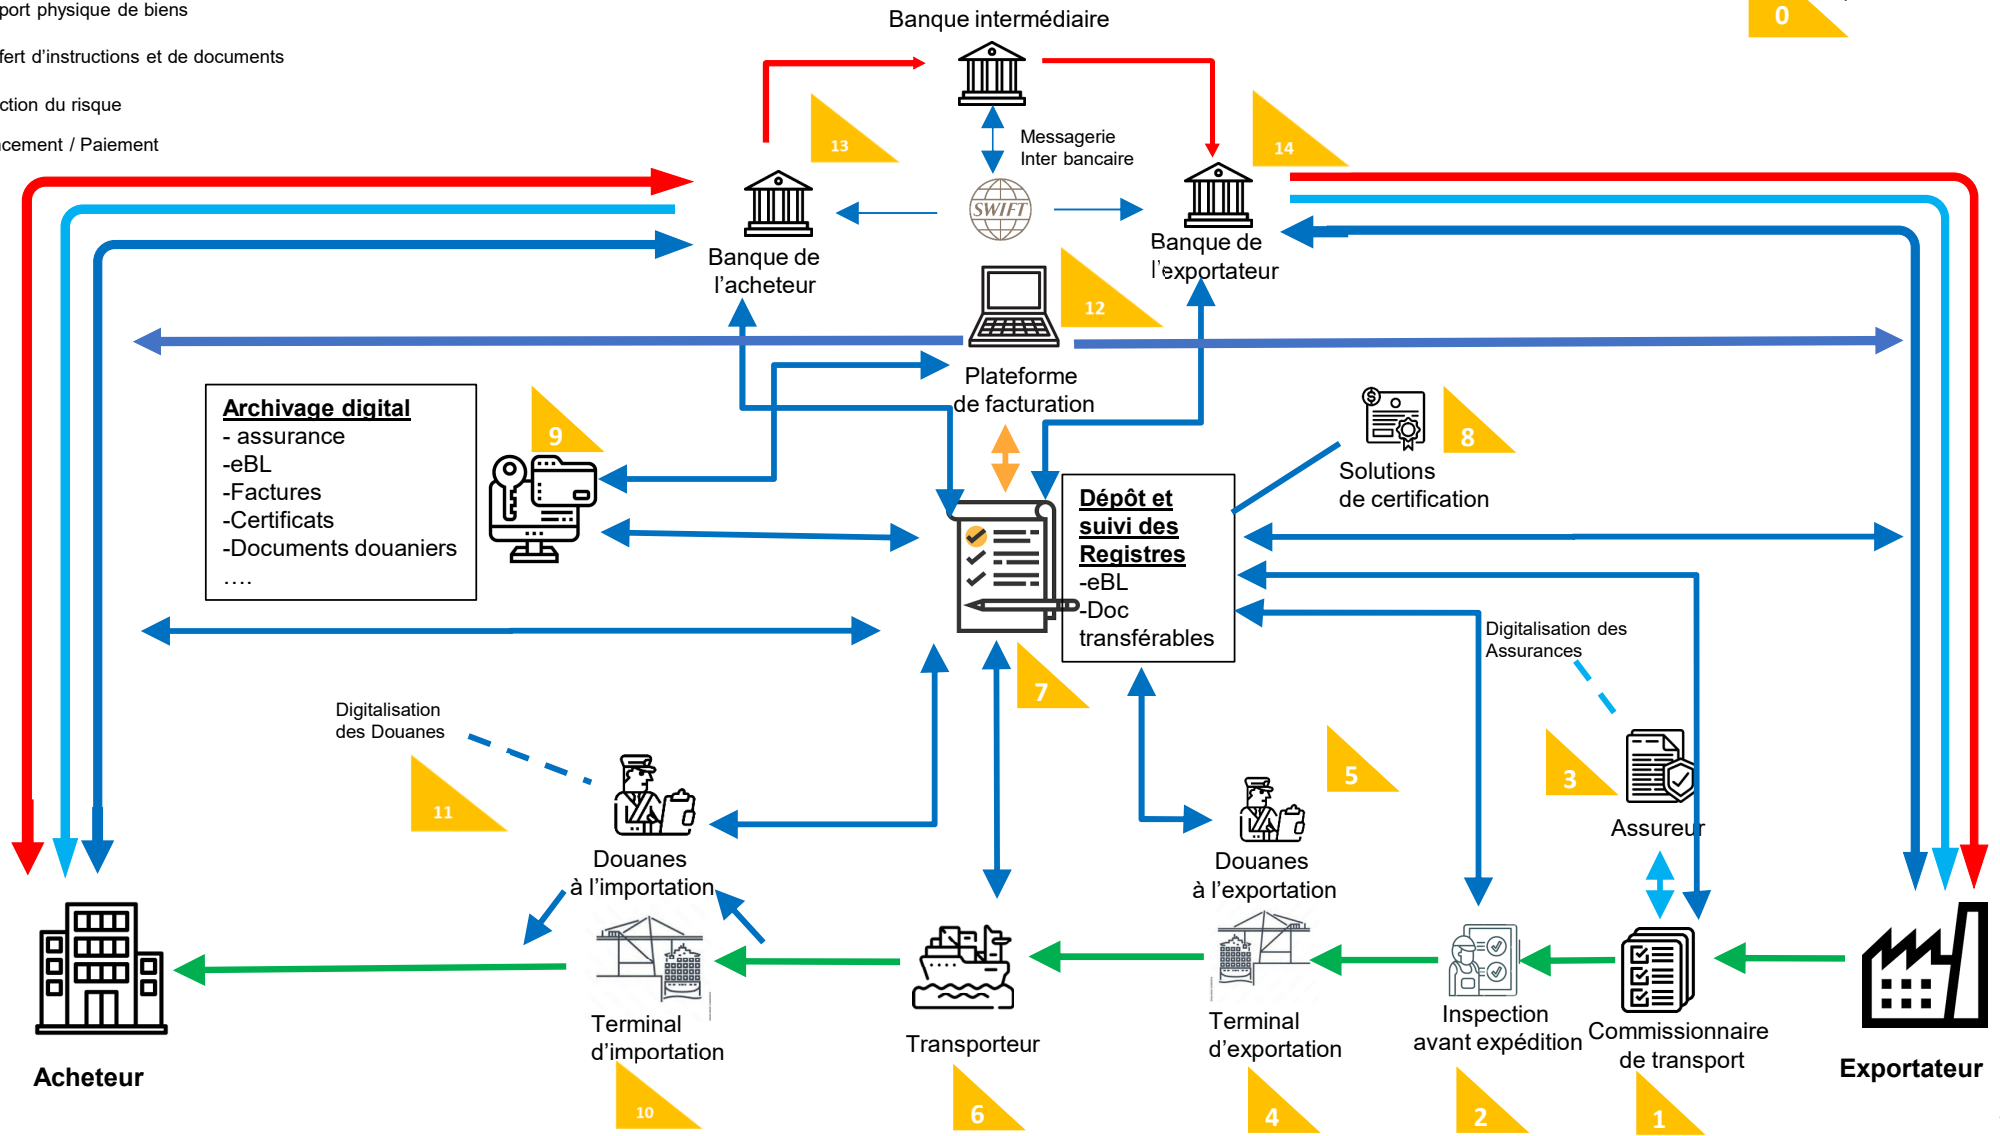 port physique de biens
fert d'instructions et de documents
ction du risque
cement / Paiement
Banque intermédiaire
0
13
Messagerie
Inter bancaire
14
SWIFT
Banque de
l'acheteur
Banque de
l'exportateur
12
Plateforme
de facturation
Archivage digital
- assurance
-eBL
-Factures
-Certificats
-Documents douaniers
….
9
8
Solutions
de certification
Dépôt et
suivi des
Registres
-eBL
-Doc
transférables
7
Digitalisation des
Assurances
Digitalisation
des Douanes
11
5
3
Assureur
Douanes
à l'importation
Douanes
à l'exportation
Acheteur
Terminal
d'importation
10
Transporteur
6
Terminal
d'exportation
4
Inspection
avant expédition
2
Commissionnaire
de transport
1
Exportateur